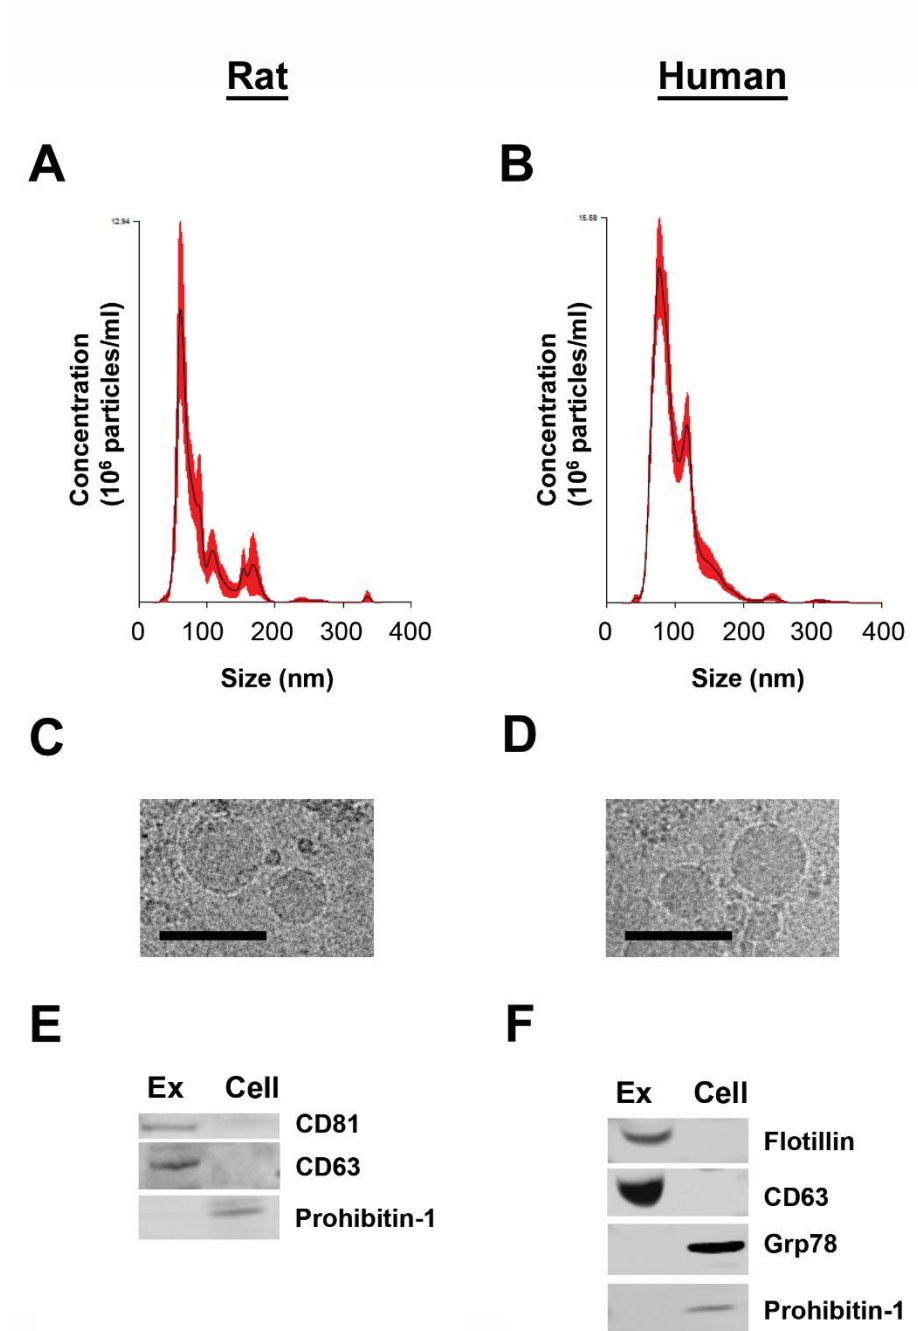 Rat
Human
A
B
12.94
Concentration
(10⁶ particles/ml)
0 100 200 300 400
Size (nm)
15.58
Concentration
(10⁶ particles/ml)
0 100 200 300 400
Size (nm)
C
D
E
Ex Cell
CD81
CD63
Prohibitin-1
F
Ex Cell
Flotillin
CD63
Grp78
Prohibitin-1